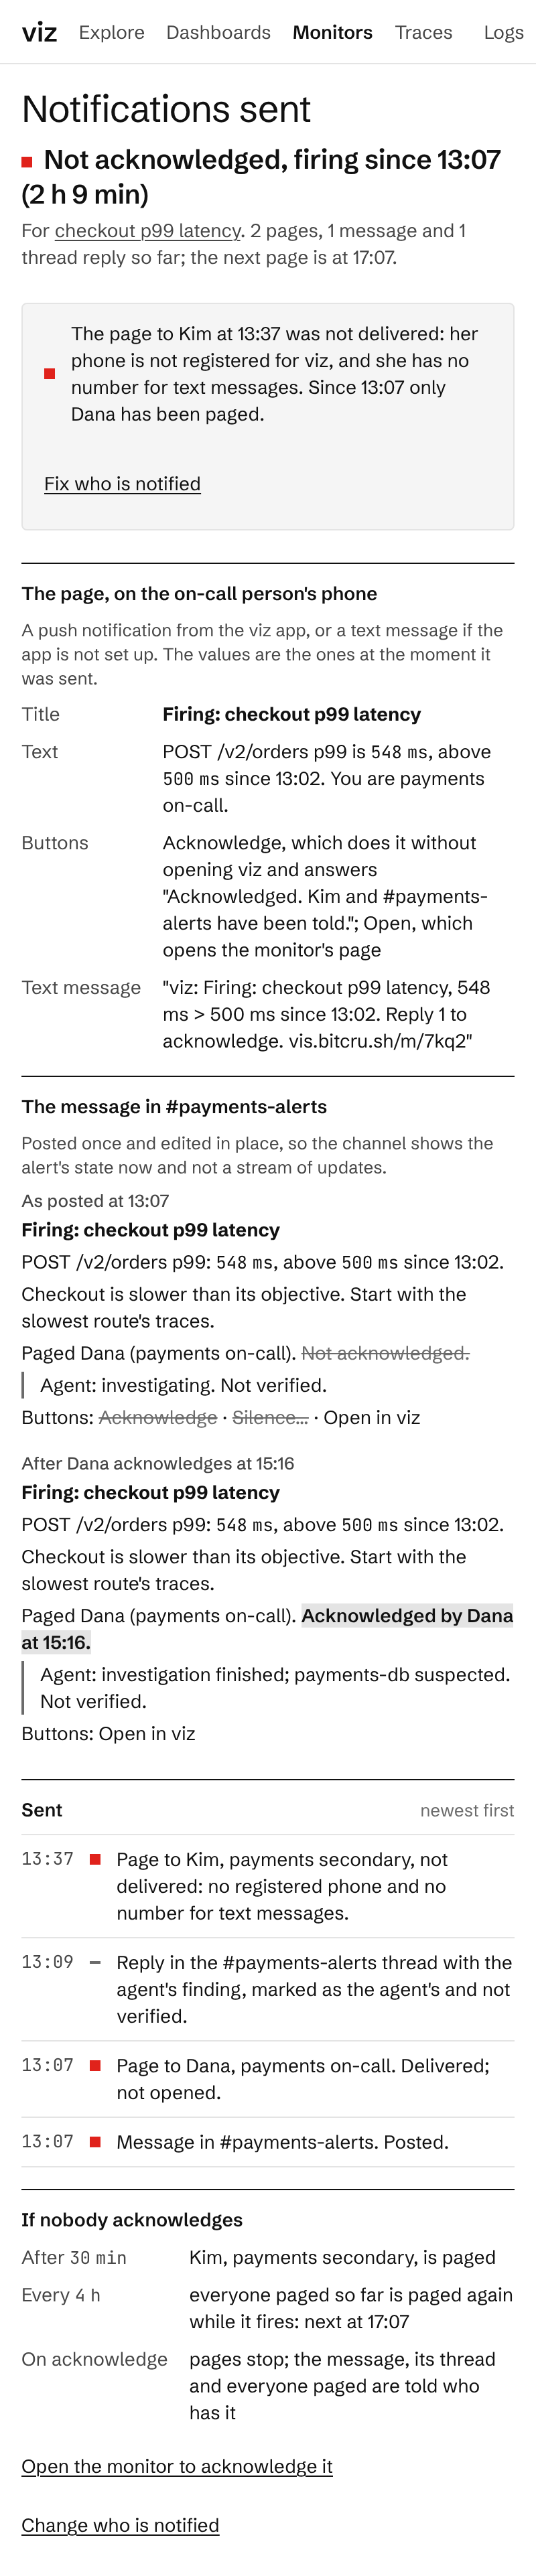 viz Explore Dashboards Monitors Traces Logs
Notifications sent
Not acknowledged, firing since 13:07
(2 h 9 min)
For checkout p99 latency. 2 pages, 1 message and 1
thread reply so far; the next page is at 17:07.
The page to Kim at 13:37 was not delivered: her
phone is not registered for viz, and she has no
number for text messages. Since 13:07 only
Dana has been paged.
Fix who is notified
The page, on the on-call person's phone
A push notification from the viz app, or a text message if the
app is not set up. The values are the ones at the moment it
was sent.
Title Firing: checkout p99 latency
Text POST /v2/orders p99 is 548 ms, above
500 ms since 13:02. You are payments
on-call.
Buttons Acknowledge, which does it without
opening viz and answers
"Acknowledged. Kim and #payments-
alerts have been told."; Open, which
opens the monitor's page
Text message "viz: Firing: checkout p99 latency, 548
ms > 500 ms since 13:02. Reply 1 to
acknowledge. vis.bitcru.sh/m/7kq2"
The message in #payments-alerts
Posted once and edited in place, so the channel shows the
alert's state now and not a stream of updates.
As posted at 13:07
Firing: checkout p99 latency
POST /v2/orders p99: 548 ms, above 500 ms since 13:02.
Checkout is slower than its objective. Start with the
slowest route's traces.
Paged Dana (payments on-call). Not acknowledged.
Agent: investigating. Not verified.
Buttons: Acknowledge · Silence... · Open in viz
After Dana acknowledges at 15:16
Firing: checkout p99 latency
POST /v2/orders p99: 548 ms, above 500 ms since 13:02.
Checkout is slower than its objective. Start with the
slowest route's traces.
Paged Dana (payments on-call). Acknowledged by Dana
at 15:16.
Agent: investigation finished; payments-db suspected.
Not verified.
Buttons: Open in viz
Sent newest first
13:37 Page to Kim, payments secondary, not
delivered: no registered phone and no
number for text messages.
13:09 Reply in the #payments-alerts thread with the
agent's finding, marked as the agent's and not
verified.
13:07 Page to Dana, payments on-call. Delivered;
not opened.
13:07 Message in #payments-alerts. Posted.
If nobody acknowledges
After 30 min Kim, payments secondary, is paged
Every 4 h everyone paged so far is paged again
while it fires: next at 17:07
On acknowledge pages stop; the message, its thread
and everyone paged are told who
has it
Open the monitor to acknowledge it
Change who is notified